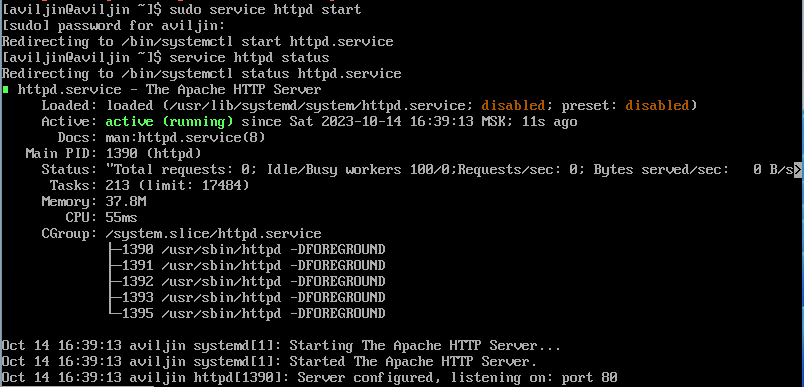 [aviljin@aviljin ~]$ sudo service httpd start
[sudo] password for aviljin:
Redirecting to /bin/systemctl start httpd.service
[aviljin@aviljin ~]$ service httpd status
Redirecting to /bin/systemctl status httpd.service
httpd.service - The Apache HTTP Server
Loaded: loaded (/usr/lib/systemd/system/httpd.service; disabled; preset: disabled)
Active: active (running) since Sat 2023-10-14 16:39:13 MSK; 11s ago
Docs: man:httpd.service(8)
Main PID: 1390 (httpd)
Status: "Total requests: 0; Idle/Busy workers 100/0;Requests/sec: 0; Bytes served/sec:   0 B/s>
Tasks: 213 (limit: 17484)
Memory: 37.8M
CPU: 55ms
CGroup: /system.slice/httpd.service
├─1390 /usr/sbin/httpd -DFOREGROUND
├─1391 /usr/sbin/httpd -DFOREGROUND
├─1392 /usr/sbin/httpd -DFOREGROUND
├─1393 /usr/sbin/httpd -DFOREGROUND
└─1395 /usr/sbin/httpd -DFOREGROUND
Oct 14 16:39:13 aviljin systemd[1]: Starting The Apache HTTP Server...
Oct 14 16:39:13 aviljin systemd[1]: Started The Apache HTTP Server.
Oct 14 16:39:13 aviljin httpd[1390]: Server configured, listening on: port 80